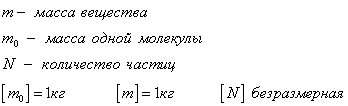 m – масса вещества
m₀ – масса одной молекулы
N – количество частиц
[m₀] = 1кг [m] = 1кг [N] безразмерная